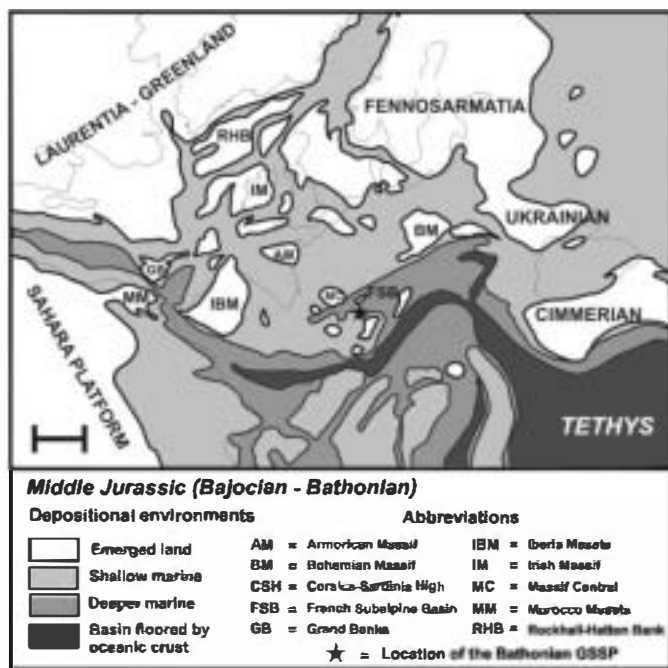 LAURENTIA - GREENLAND
FENNOSARMATIA
RHB
IM
UKRAINIAN
BM
AM
GB
MM
IBM
MC
FSB
CIMMERIAN
SAHARA PLATFORM
TETHYS
Middle Jurassic (Bajocian - Bathonian)
Depositional environments
Abbreviations
Emerged land
Shallow marine
Deeper marine
Basin floored by
oceanic crust
AM = Armorican Massif
BM = Bohemian Massif
CSH = Corsica-Sardinia High
FSB = French Subalpine Basin
GB = Grand Banks
IBM = Iberia Meseta
IM = Irish Massif
MC = Massif Central
MM = Morocco Meseta
RHB = Rockhall-Hatton Bank
★ = Location of the Bathonian GSSP